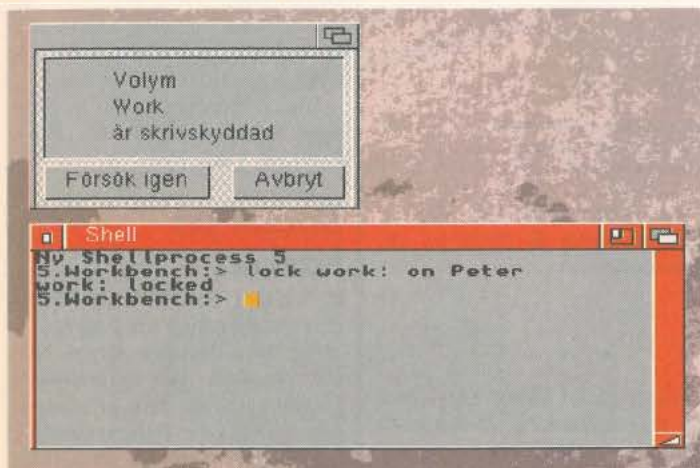 Volym
Work
är skrivskyddad
Försök igen
Avbryt
Shell
Ny Shellprocess 5
5.Workbench:> lock work: on Peter
work: locked
5.Workbench:>